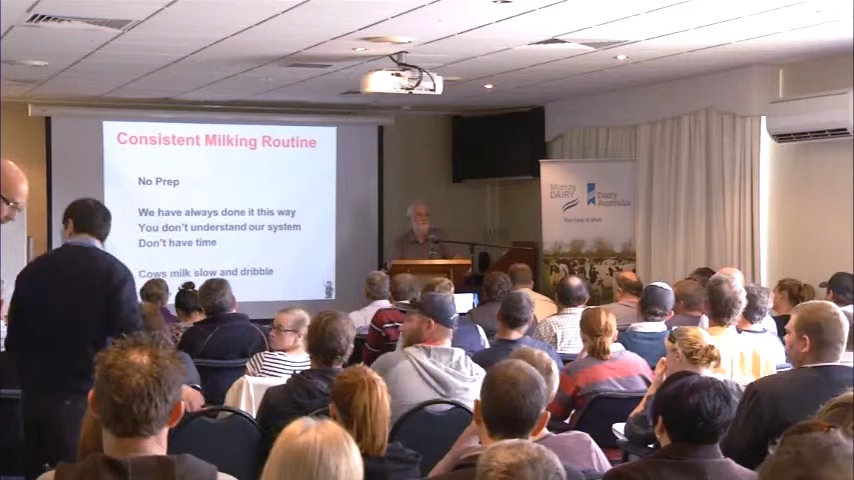 Consistent Milking Routine
No Prep
We have always done it this way
You don't understand our system
Don't have time
Cows milk slow and dribble
Murray
DAIRY
Dairy
Australia